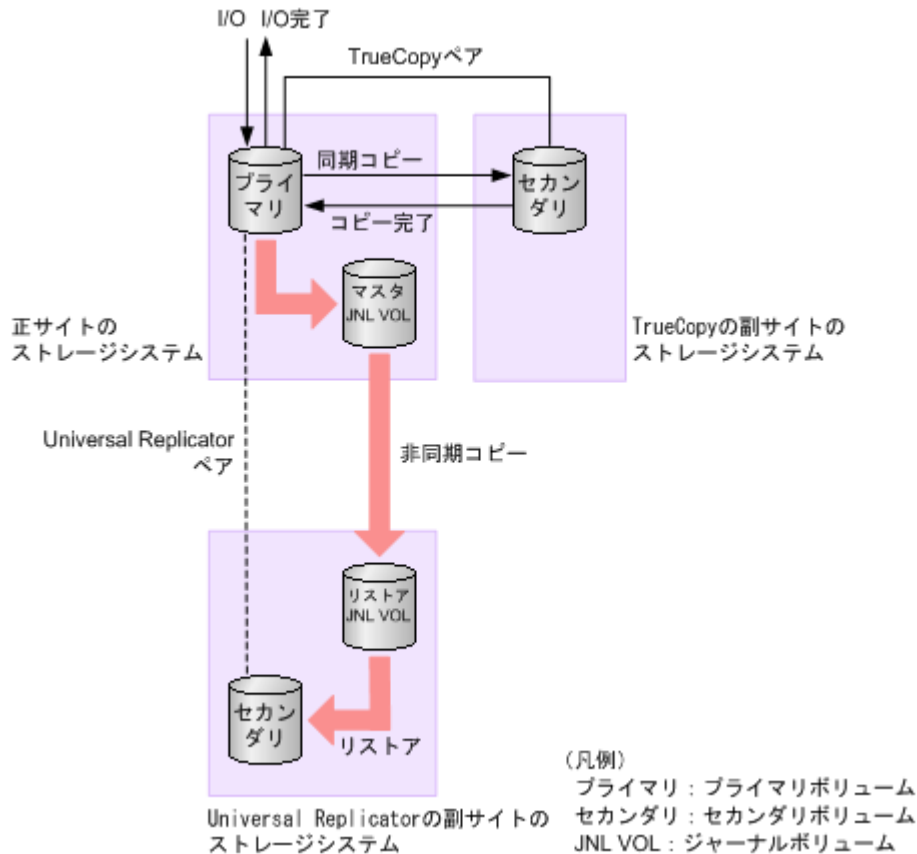 I/O I/O完了
TrueCopyペア
プライ
マリ
同期コピー
コピー完了
セカン
ダリ
マスタ
JNL VOL
正サイトの
ストレージシステム
TrueCopyの副サイトの
ストレージシステム
Universal Replicator
ペア
非同期コピー
リストア
JNL VOL
セカン
ダリ
リストア
Universal Replicatorの副サイトの
ストレージシステム
(凡例)
プライマリ:プライマリボリューム
セカンダリ:セカンダリボリューム
JNL VOL:ジャーナルボリューム